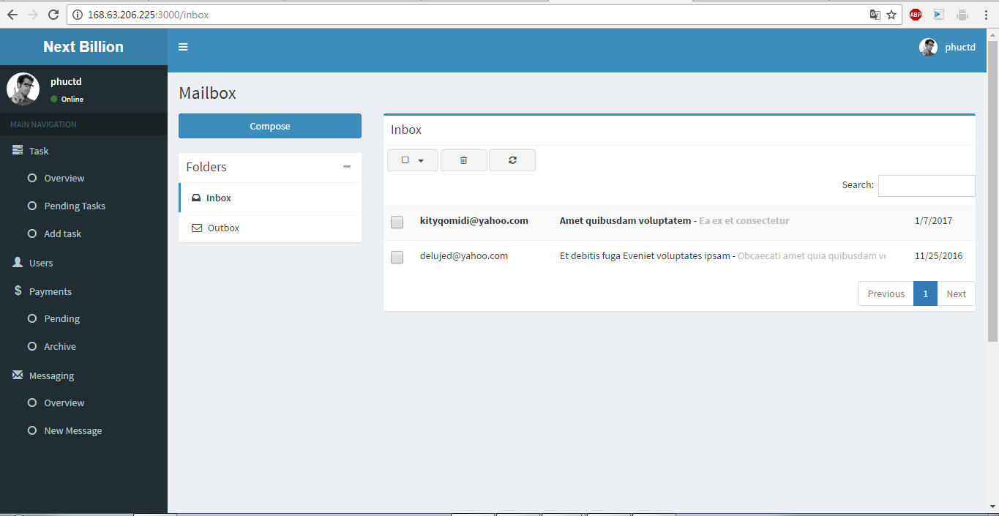 168.63.206.225:3000/inbox
ABP
Next Billion
phuctd
phuctd
Online
MAIN NAVIGATION
Task
Overview
Pending Tasks
Add task
Users
Payments
Pending
Archive
Messaging
Overview
New Message
Mailbox
Compose
Folders
Inbox
Outbox
Inbox
Search:
kityqomidi@yahoo.com Amet quibusdam voluptatem - Ea ex et consectetur 1/7/2017
delujed@yahoo.com Et debitis fuga Eveniet voluptates ipsam - Obcaecati amet quia quibusdam 11/25/2016
Previous 1 Next